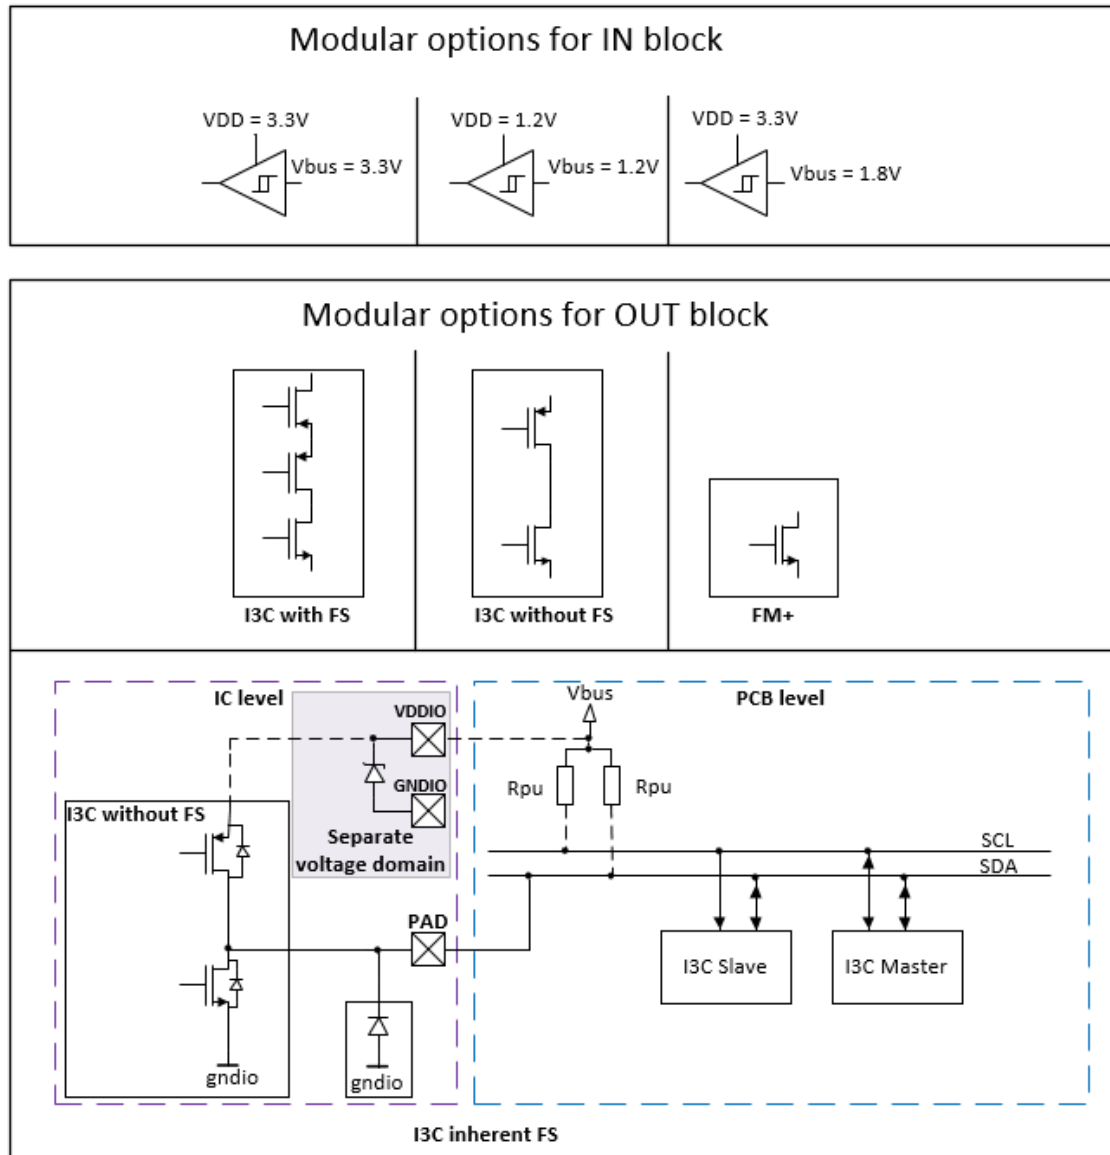 Modular options for IN block
VDD = 3.3V
Vbus = 3.3V
VDD = 1.2V
Vbus = 1.2V
VDD = 3.3V
Vbus = 1.8V
Modular options for OUT block
I3C with FS
I3C without FS
FM+
IC level
VDDIO
GNDIO
Separate
voltage domain
I3C without FS
gndio
PAD
gndio
PCB level
Vbus
Rpu
Rpu
SCL
SDA
I3C Slave
I3C Master
I3C inherent FS